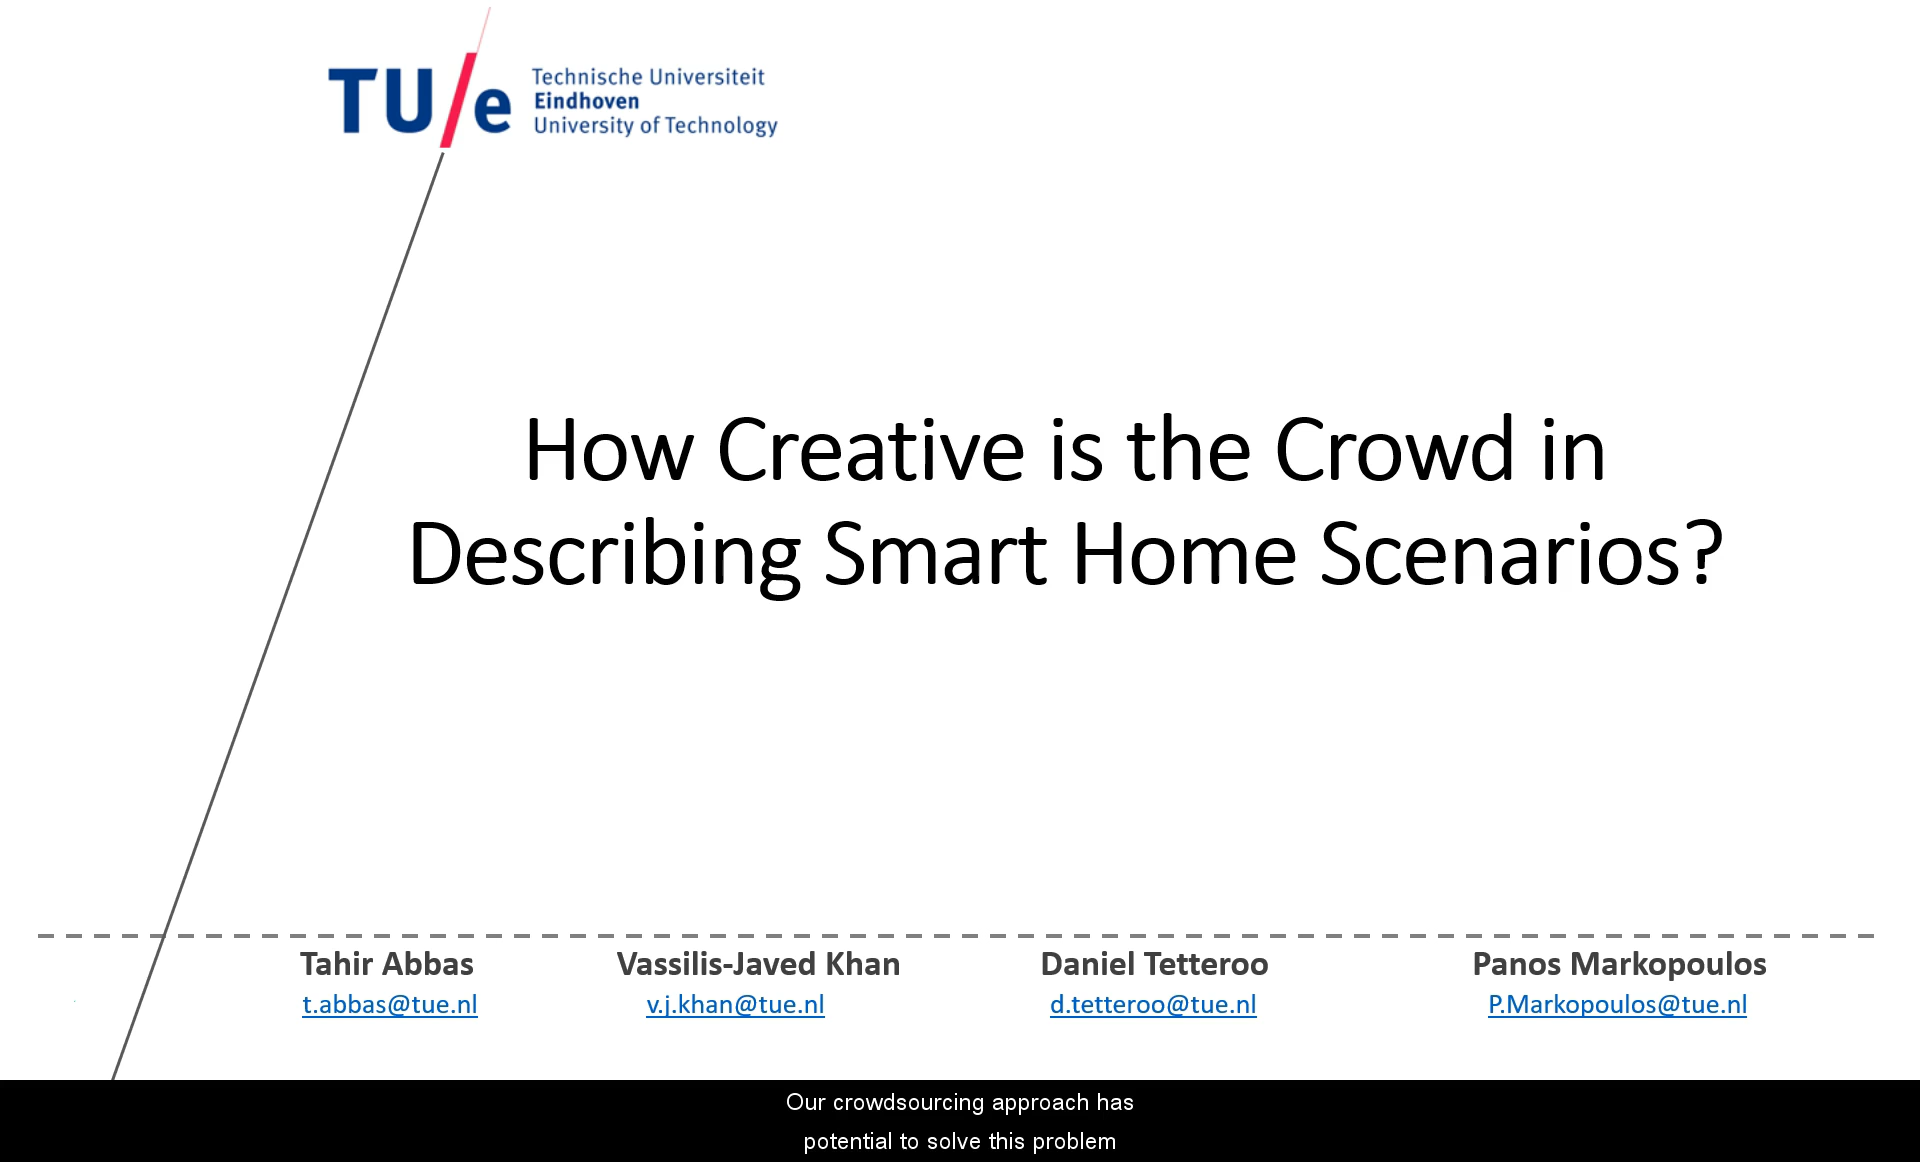 TU/e
Technische Universiteit
Eindhoven
University of Technology
How Creative is the Crowd in
Describing Smart Home Scenarios?
Tahir Abbas Vassilis-Javed Khan Daniel Tetteroo Panos Markopoulos
t.abbas@tue.nl v.j.khan@tue.nl d.tetteroo@tue.nl P.Markopoulos@tue.nl
Our crowdsourcing approach has
potential to solve this problem